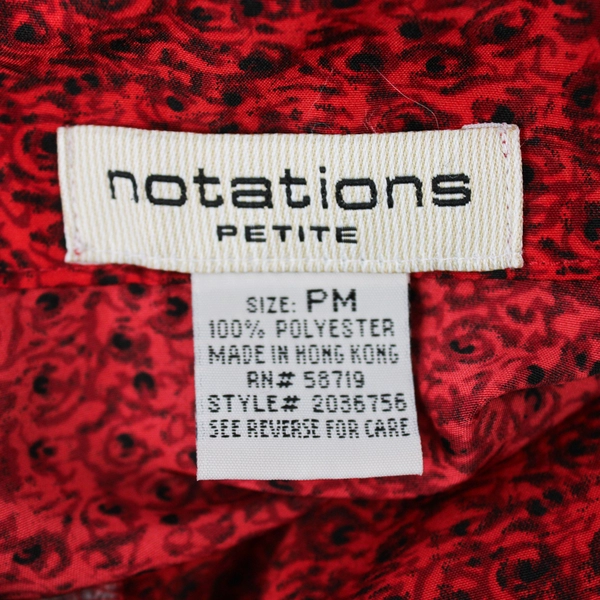 notations
PETITE
SIZE: PM
100% POLYESTER
MADE IN HONG KONG
RN# 58719
STYLE# 2036756
SEE REVERSE FOR CARE